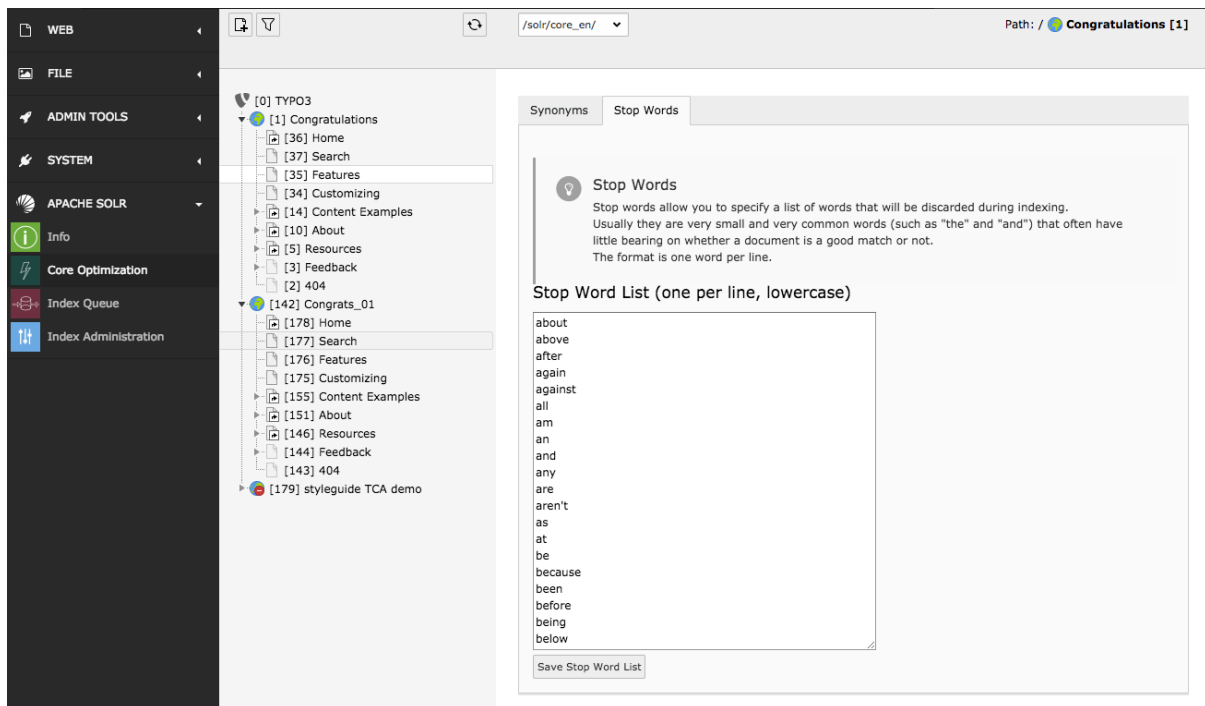 WEB
FILE
ADMIN TOOLS
SYSTEM
APACHE SOLR
Info
Core Optimization
Index Queue
Index Administration
[0] TYPO3
[1] Congratulations
[36] Home
[37] Search
[35] Features
[34] Customizing
[14] Content Examples
[10] About
[5] Resources
[3] Feedback
[2] 404
[142] Congrats_01
[178] Home
[177] Search
[176] Features
[175] Customizing
[155] Content Examples
[151] About
[146] Resources
[144] Feedback
[143] 404
[179] styleguide TCA demo
/solr/core_en/
Path: / Congratulations [1]
Synonyms
Stop Words
Stop Words
Stop words allow you to specify a list of words that will be discarded during indexing.
Usually they are very small and very common words (such as "the" and "and") that often have
little bearing on whether a document is a good match or not.
The format is one word per line.
Stop Word List (one per line, lowercase)
about
above
after
again
against
all
am
an
and
any
are
aren't
as
at
be
because
been
before
being
below
Save Stop Word List